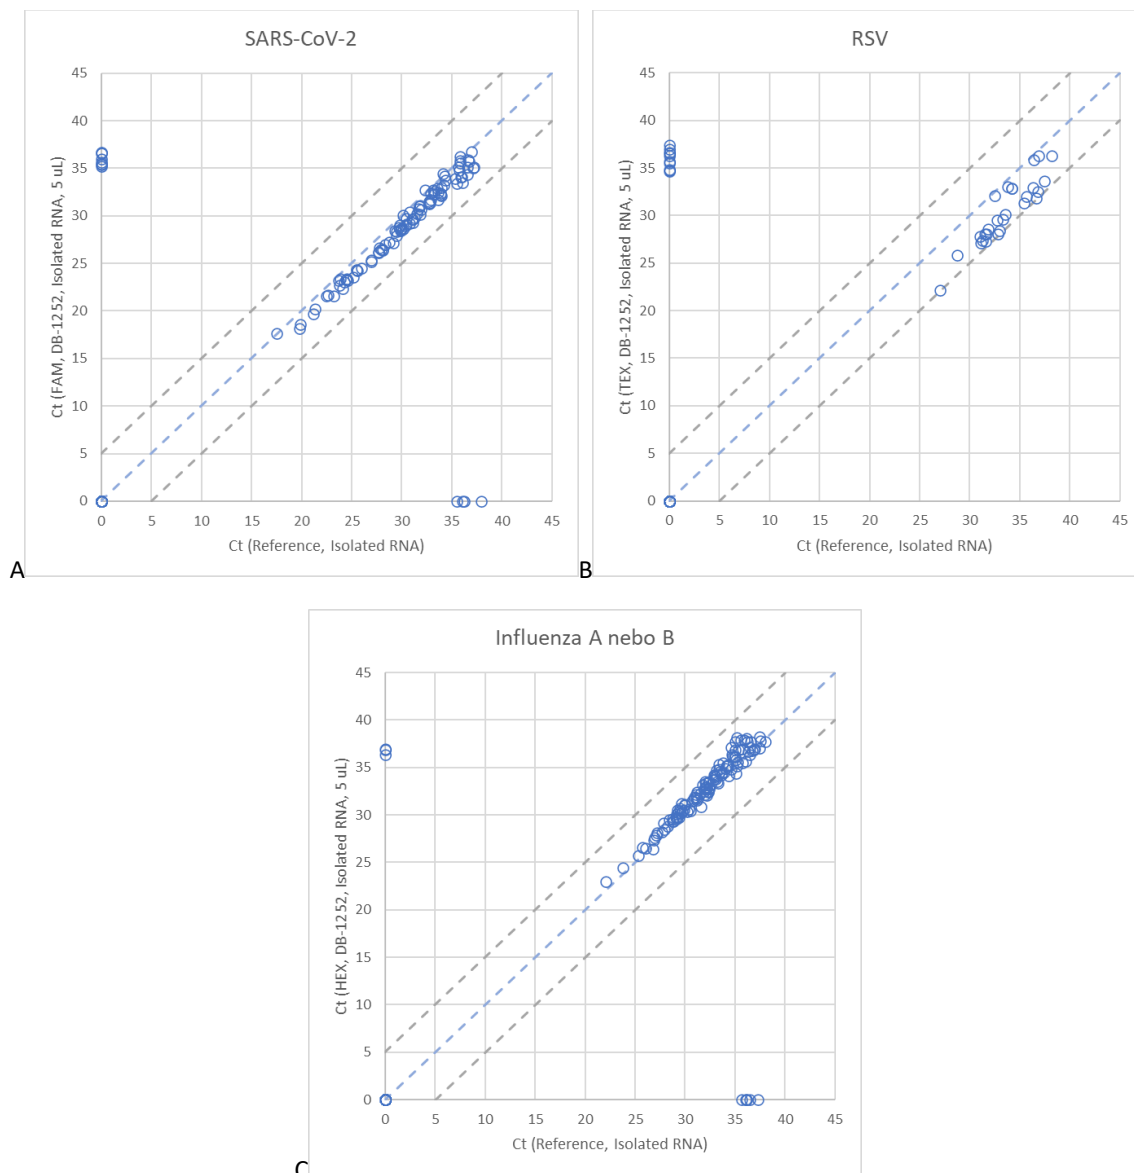 SARS-CoV-2
45
40
35
30
25
20
15
10
5
0
Ct (FAM, DB-1252, Isolated RNA, 5 uL)
0 5 10 15 20 25 30 35 40 45
Ct (Reference, Isolated RNA)
A
RSV
45
40
35
30
25
20
15
10
5
0
Ct (TEX, DB-1252, Isolated RNA, 5 uL)
0 5 10 15 20 25 30 35 40 45
Ct (Reference, Isolated RNA)
B
Influenza A nebo B
45
40
35
30
25
20
15
10
5
0
Ct (HEX, DB-1252, Isolated RNA, 5 uL)
0 5 10 15 20 25 30 35 40 45
Ct (Reference, Isolated RNA)
C